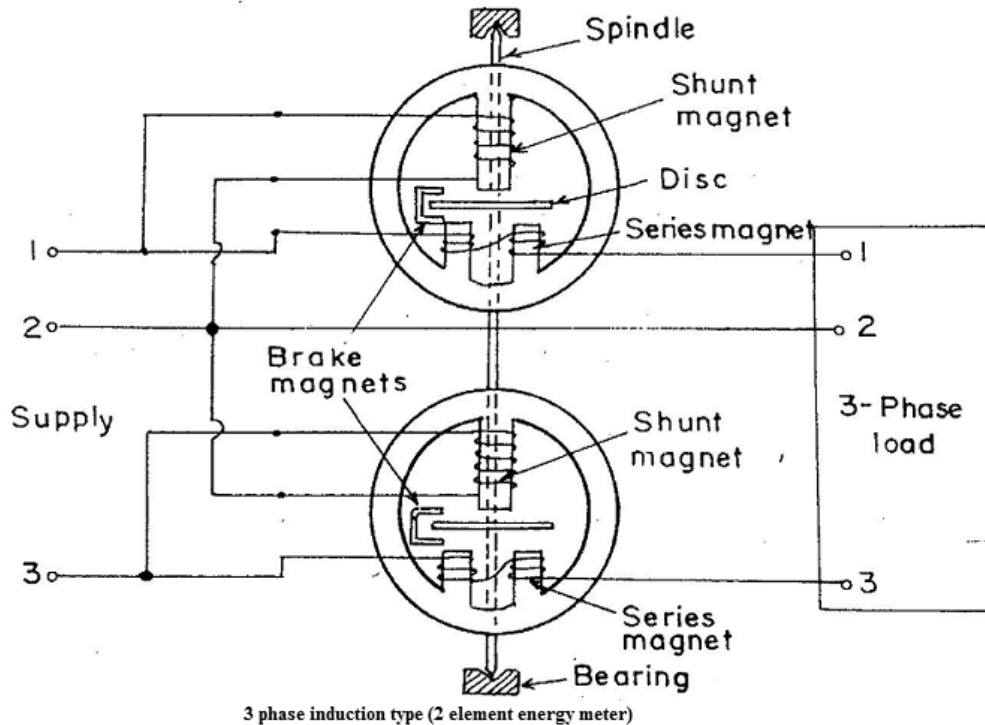 Spindle
Shunt
magnet
Disc
Series magnet
1
1
2
2
Brake
magnets
Supply
3-Phase
load
Shunt
magnet
3
3
Series
magnet
Bearing
3 phase induction type (2 element energy meter)